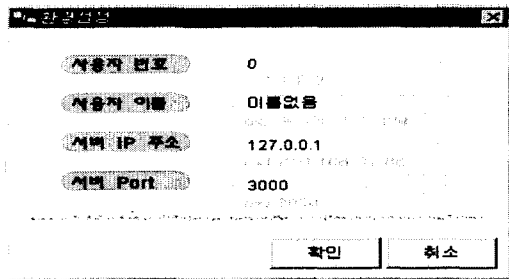 환경설정
사용자 번호 0
사용자 이름 이름없음
서버 IP 주소 127.0.0.1
서버 Port 3000
확인 취소